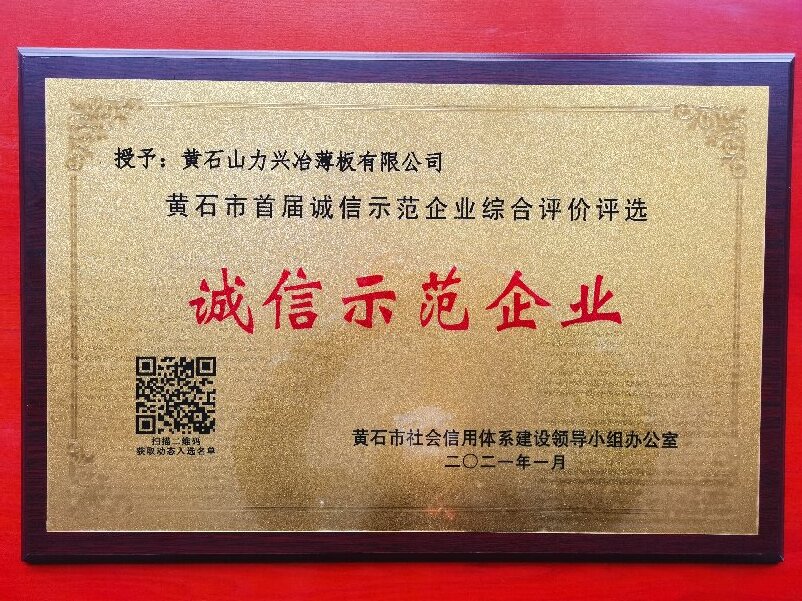 授予：黄石山力兴冶薄板有限公司
黄石市首届诚信示范企业综合评价评选
诚信示范企业
扫描二维码
获取动态入选名单
黄石市社会信用体系建设领导小组办公室
二〇二一年一月